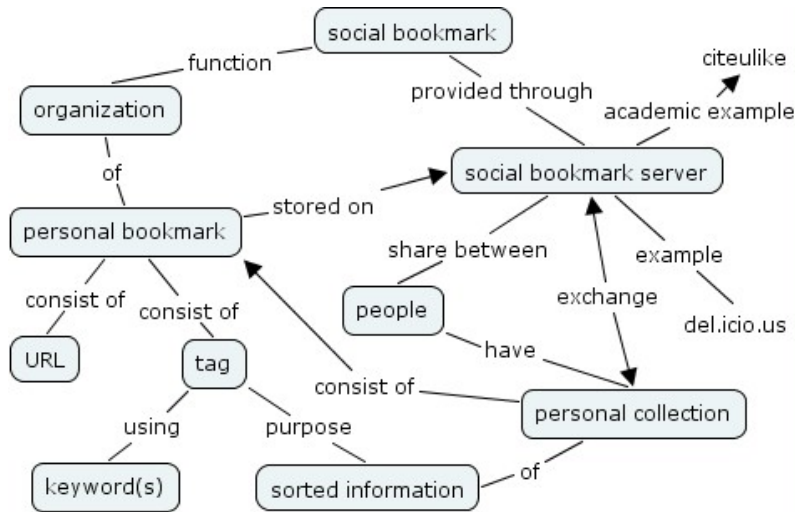 social bookmark
function
citeulike
provided through
organization
academic example
of
social bookmark server
stored on
personal bookmark
share between
example
consist of
consist of
people
exchange
del.icio.us
have
URL
tag
consist of
personal collection
using
purpose
of
keyword(s)
sorted information